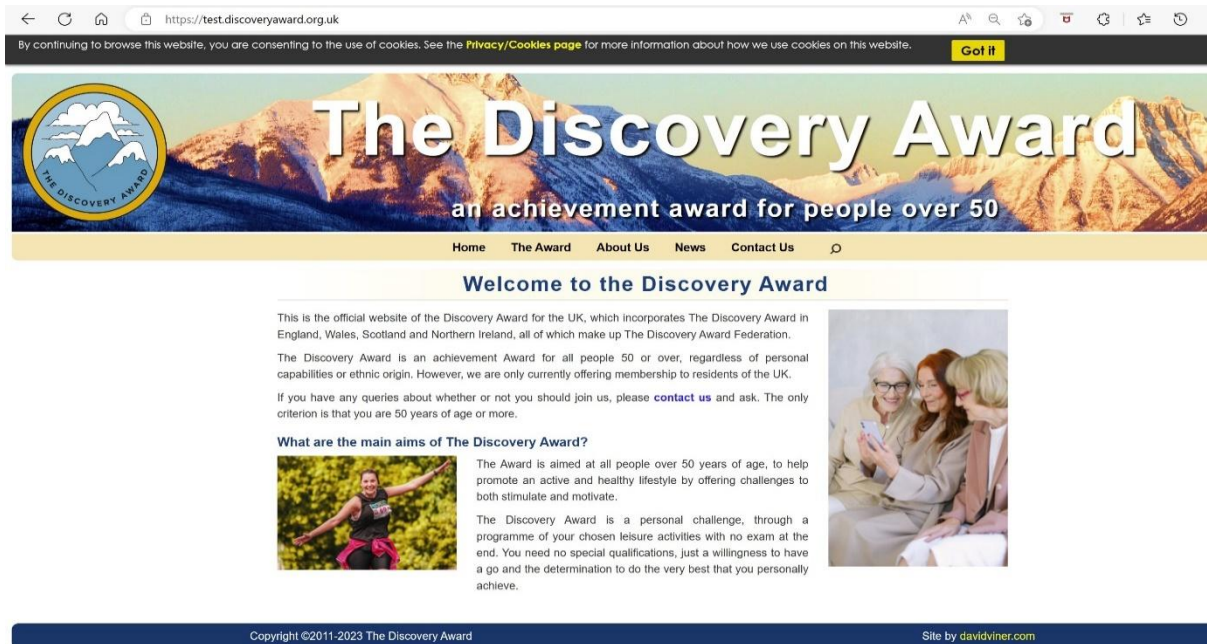 https://test.discoveryaward.org.uk
By continuing to browse this website, you are consenting to the use of cookies. See the Privacy/Cookies page for more information about how we use cookies on this website.
Got it
The Discovery Award
THE DISCOVERY AWARD
an achievement award for people over 50
Home The Award About Us News Contact Us
Welcome to the Discovery Award
This is the official website of the Discovery Award for the UK, which incorporates The Discovery Award in
England, Wales, Scotland and Northern Ireland, all of which make up The Discovery Award Federation.
The Discovery Award is an achievement Award for all people 50 or over, regardless of personal
capabilities or ethnic origin. However, we are only currently offering membership to residents of the UK.
If you have any queries about whether or not you should join us, please contact us and ask. The only
criterion is that you are 50 years of age or more.
What are the main aims of The Discovery Award?
The Award is aimed at all people over 50 years of age, to help
promote an active and healthy lifestyle by offering challenges to
both stimulate and motivate.
The Discovery Award is a personal challenge, through a
programme of your chosen leisure activities with no exam at the
end. You need no special qualifications, just a willingness to have
a go and the determination to do the very best that you personally
achieve.
Copyright ©2011-2023 The Discovery Award
Site by davidviner.com